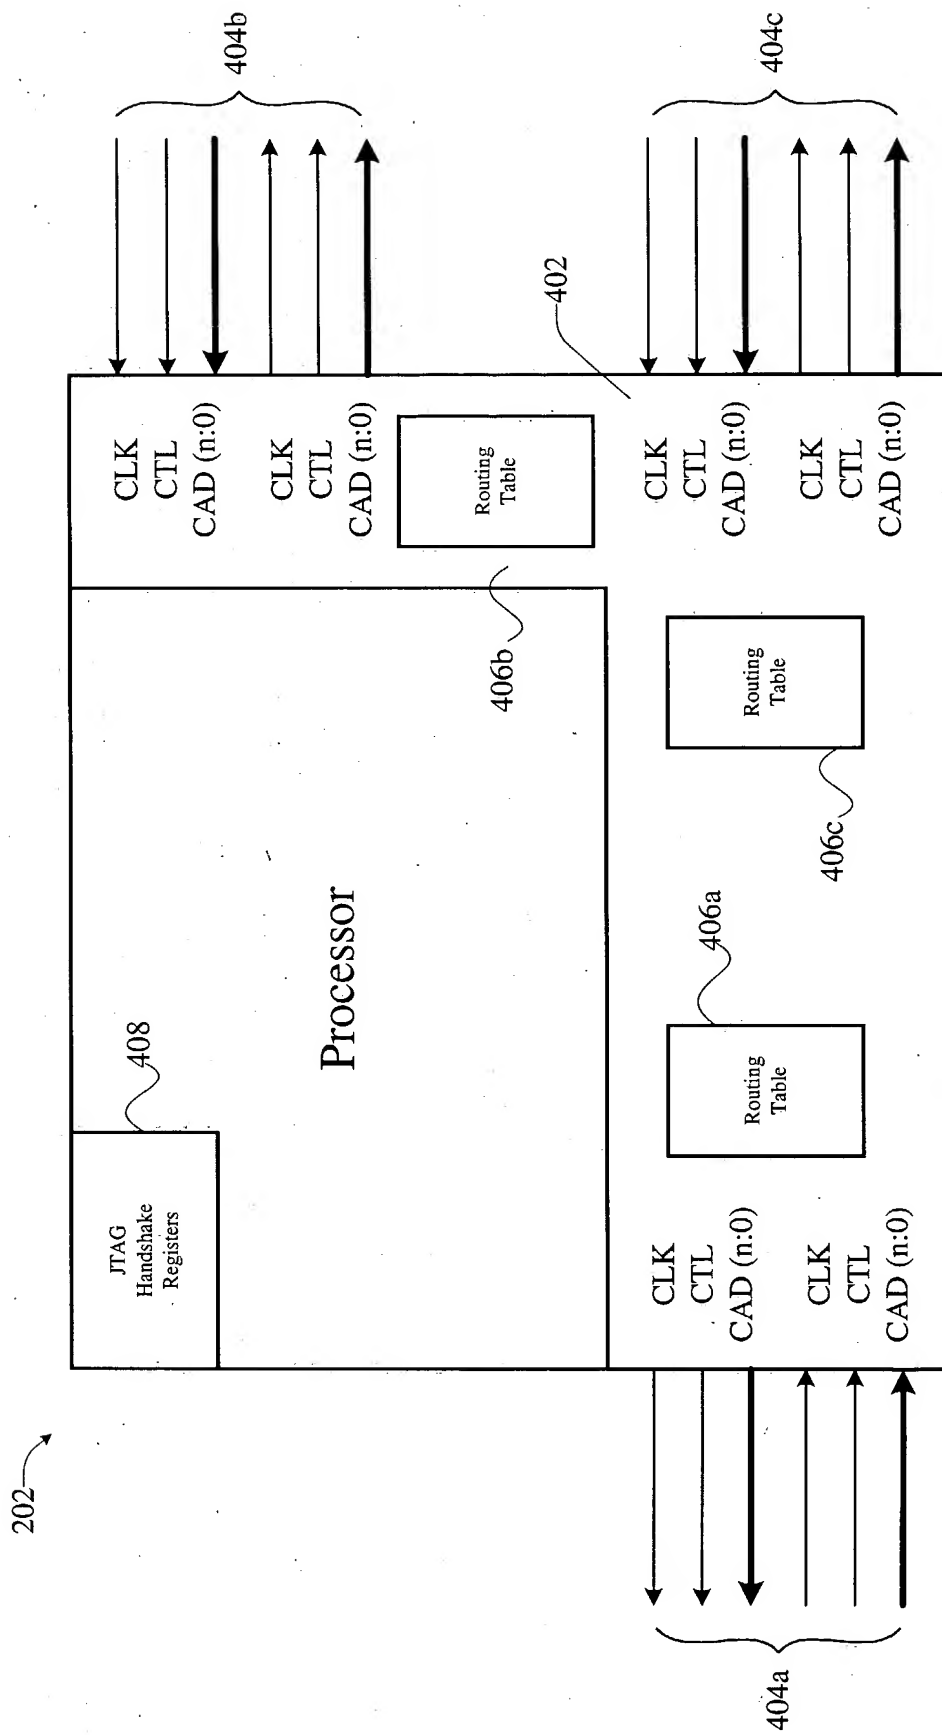 202
JTAG
Handshake
Registers
408
Processor
CLK
CTL
CAD (n:0)
CLK
CTL
CAD (n:0)
404b
Routing
Table
406b
402
CLK
CTL
CAD (n:0)
CLK
CTL
CAD (n:0)
404a
Routing
Table
406a
Routing
Table
406c
CLK
CTL
CAD (n:0)
CLK
CTL
CAD (n:0)
404c